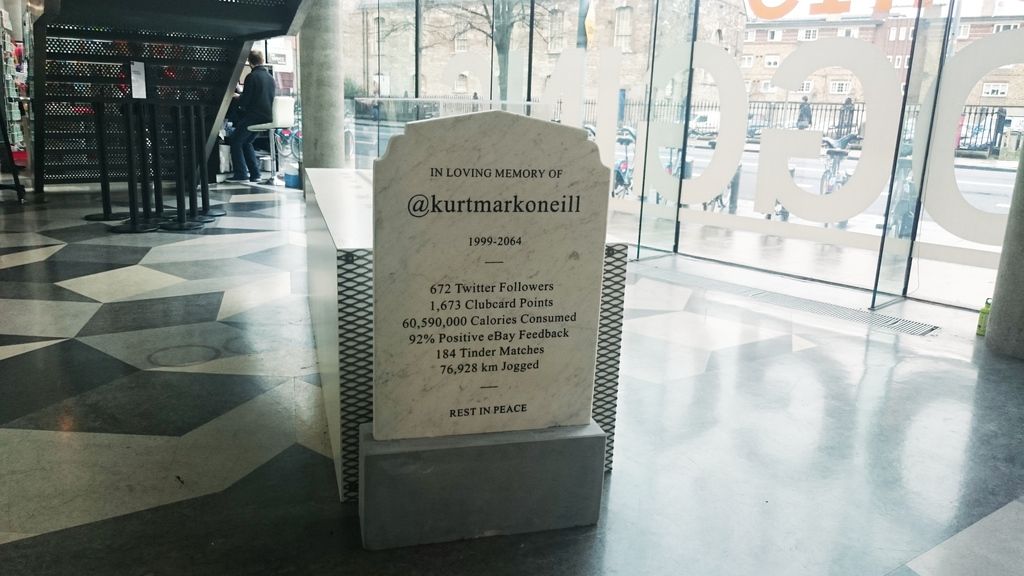 IN LOVING MEMORY OF
@kurtmarkoneill
1999-2064
672 Twitter Followers
1,673 Clubcard Points
60,590,000 Calories Consumed
92% Positive eBay Feedback
184 Tinder Matches
76,928 km Jogged
REST IN PEACE